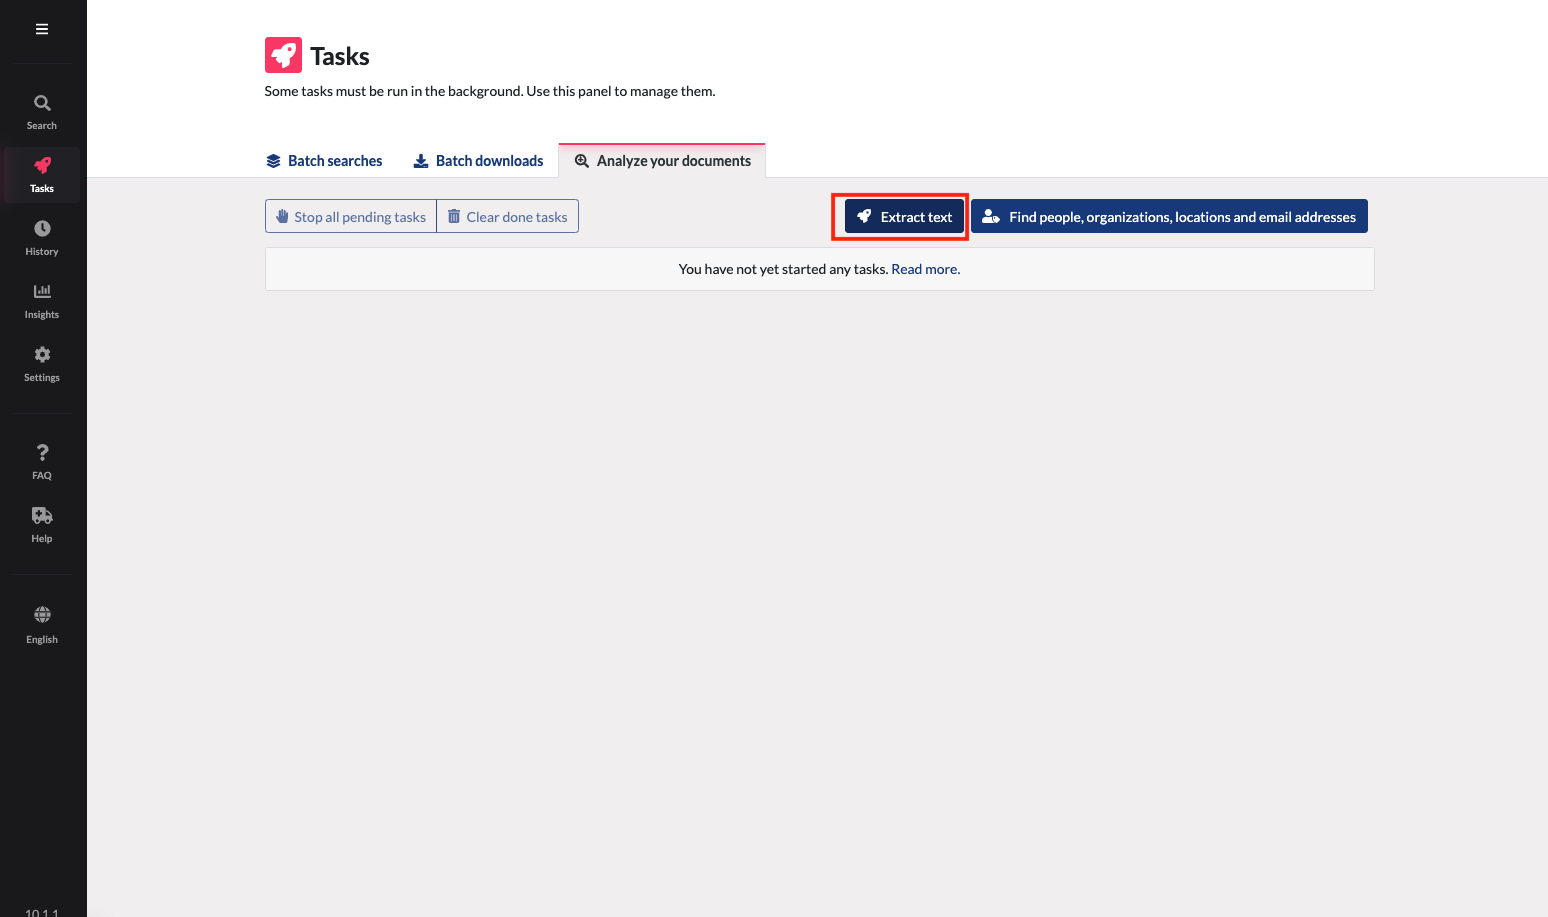 Tasks
Some tasks must be run in the background. Use this panel to manage them.
Search
Tasks
History
Insights
Settings
FAQ
Help
English
10.1.1
Batch searches
Batch downloads
Analyze your documents
Stop all pending tasks
Clear done tasks
Extract text
Find people, organizations, locations and email addresses
You have not yet started any tasks. Read more.